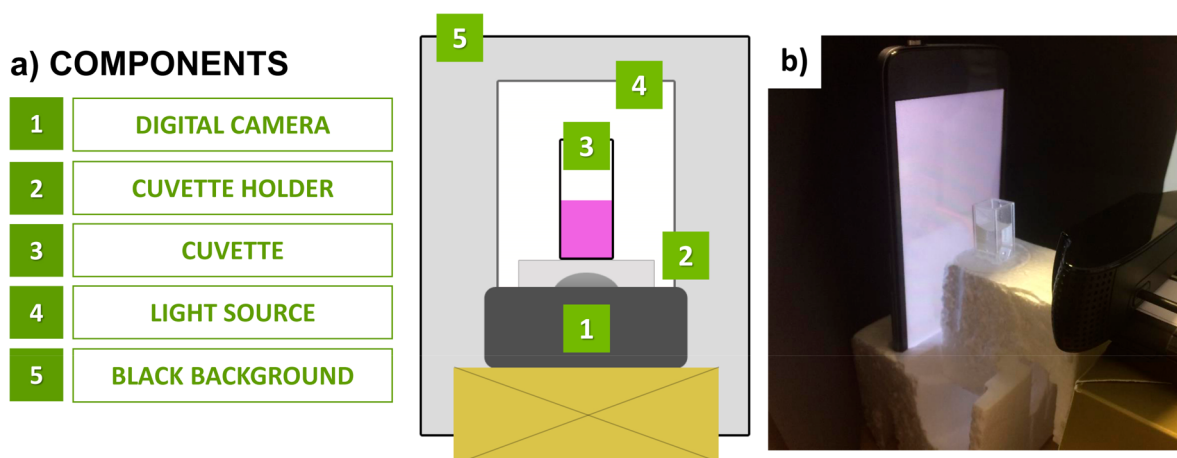 a) COMPONENTS
1 DIGITAL CAMERA
2 CUVETTE HOLDER
3 CUVETTE
4 LIGHT SOURCE
5 BLACK BACKGROUND
5
4
3
2
1
b)